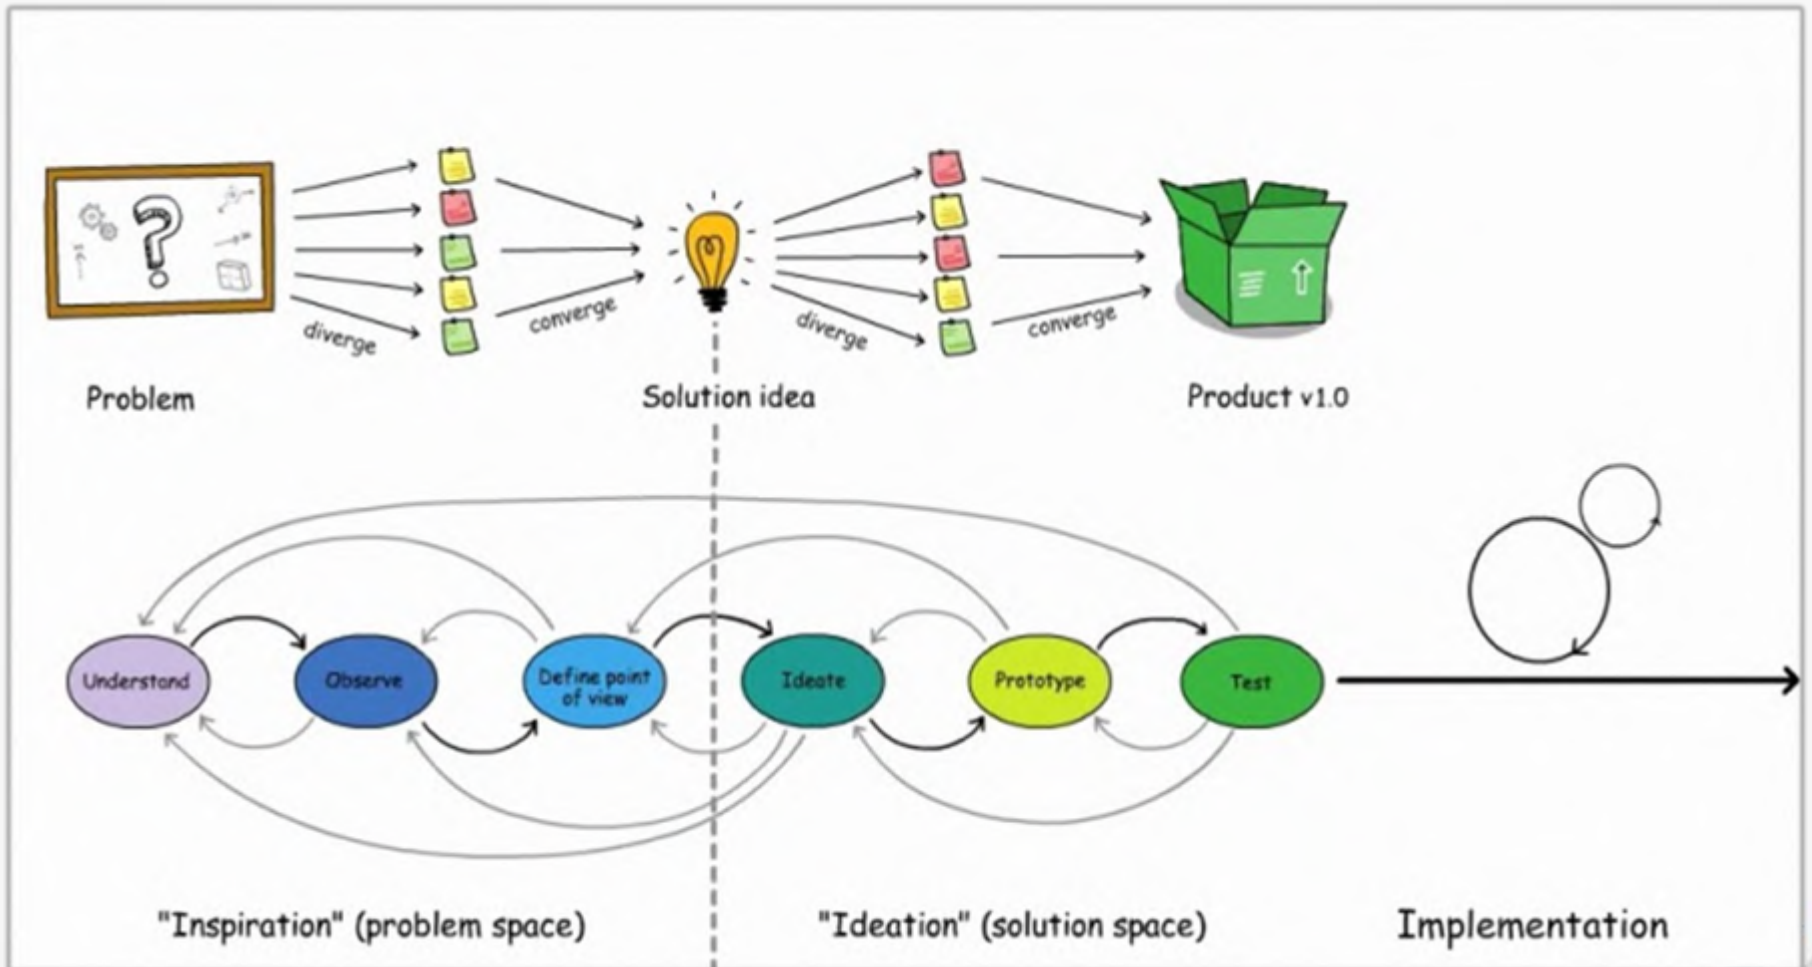 diverge
converge
diverge
converge
Problem
Solution idea
Product v1.0
Understand
Observe
Define point
of view
Ideate
Prototype
Test
"Inspiration" (problem space)
"Ideation" (solution space)
Implementation